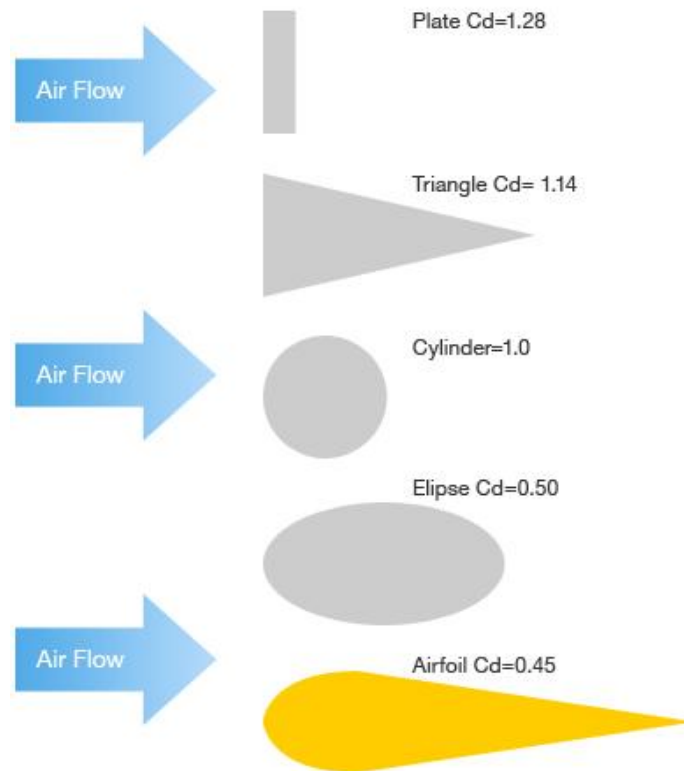 Plate Cd=1.28
Air Flow
Triangle Cd= 1.14
Cylinder=1.0
Air Flow
Elipse Cd=0.50
Air Flow
Airfoil Cd=0.45